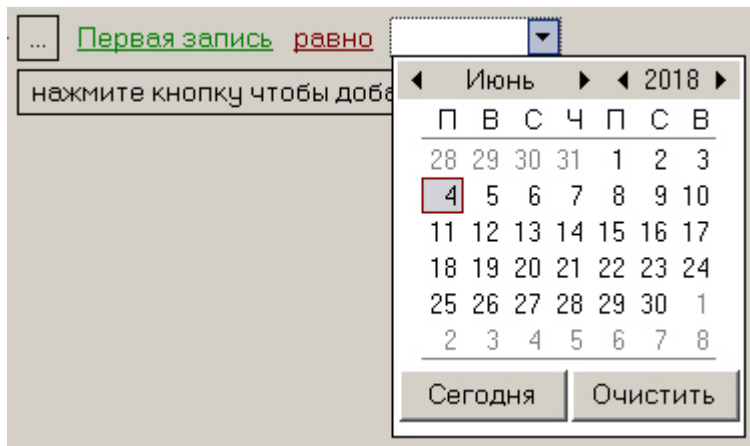 ... Первая запись равно
нажмите кнопку чтобы доба
Июнь 2018
П В С Ч П С В
28 29 30 31 1 2 3
4 5 6 7 8 9 10
11 12 13 14 15 16 17
18 19 20 21 22 23 24
25 26 27 28 29 30 1
2 3 4 5 6 7 8
Сегодня Очистить